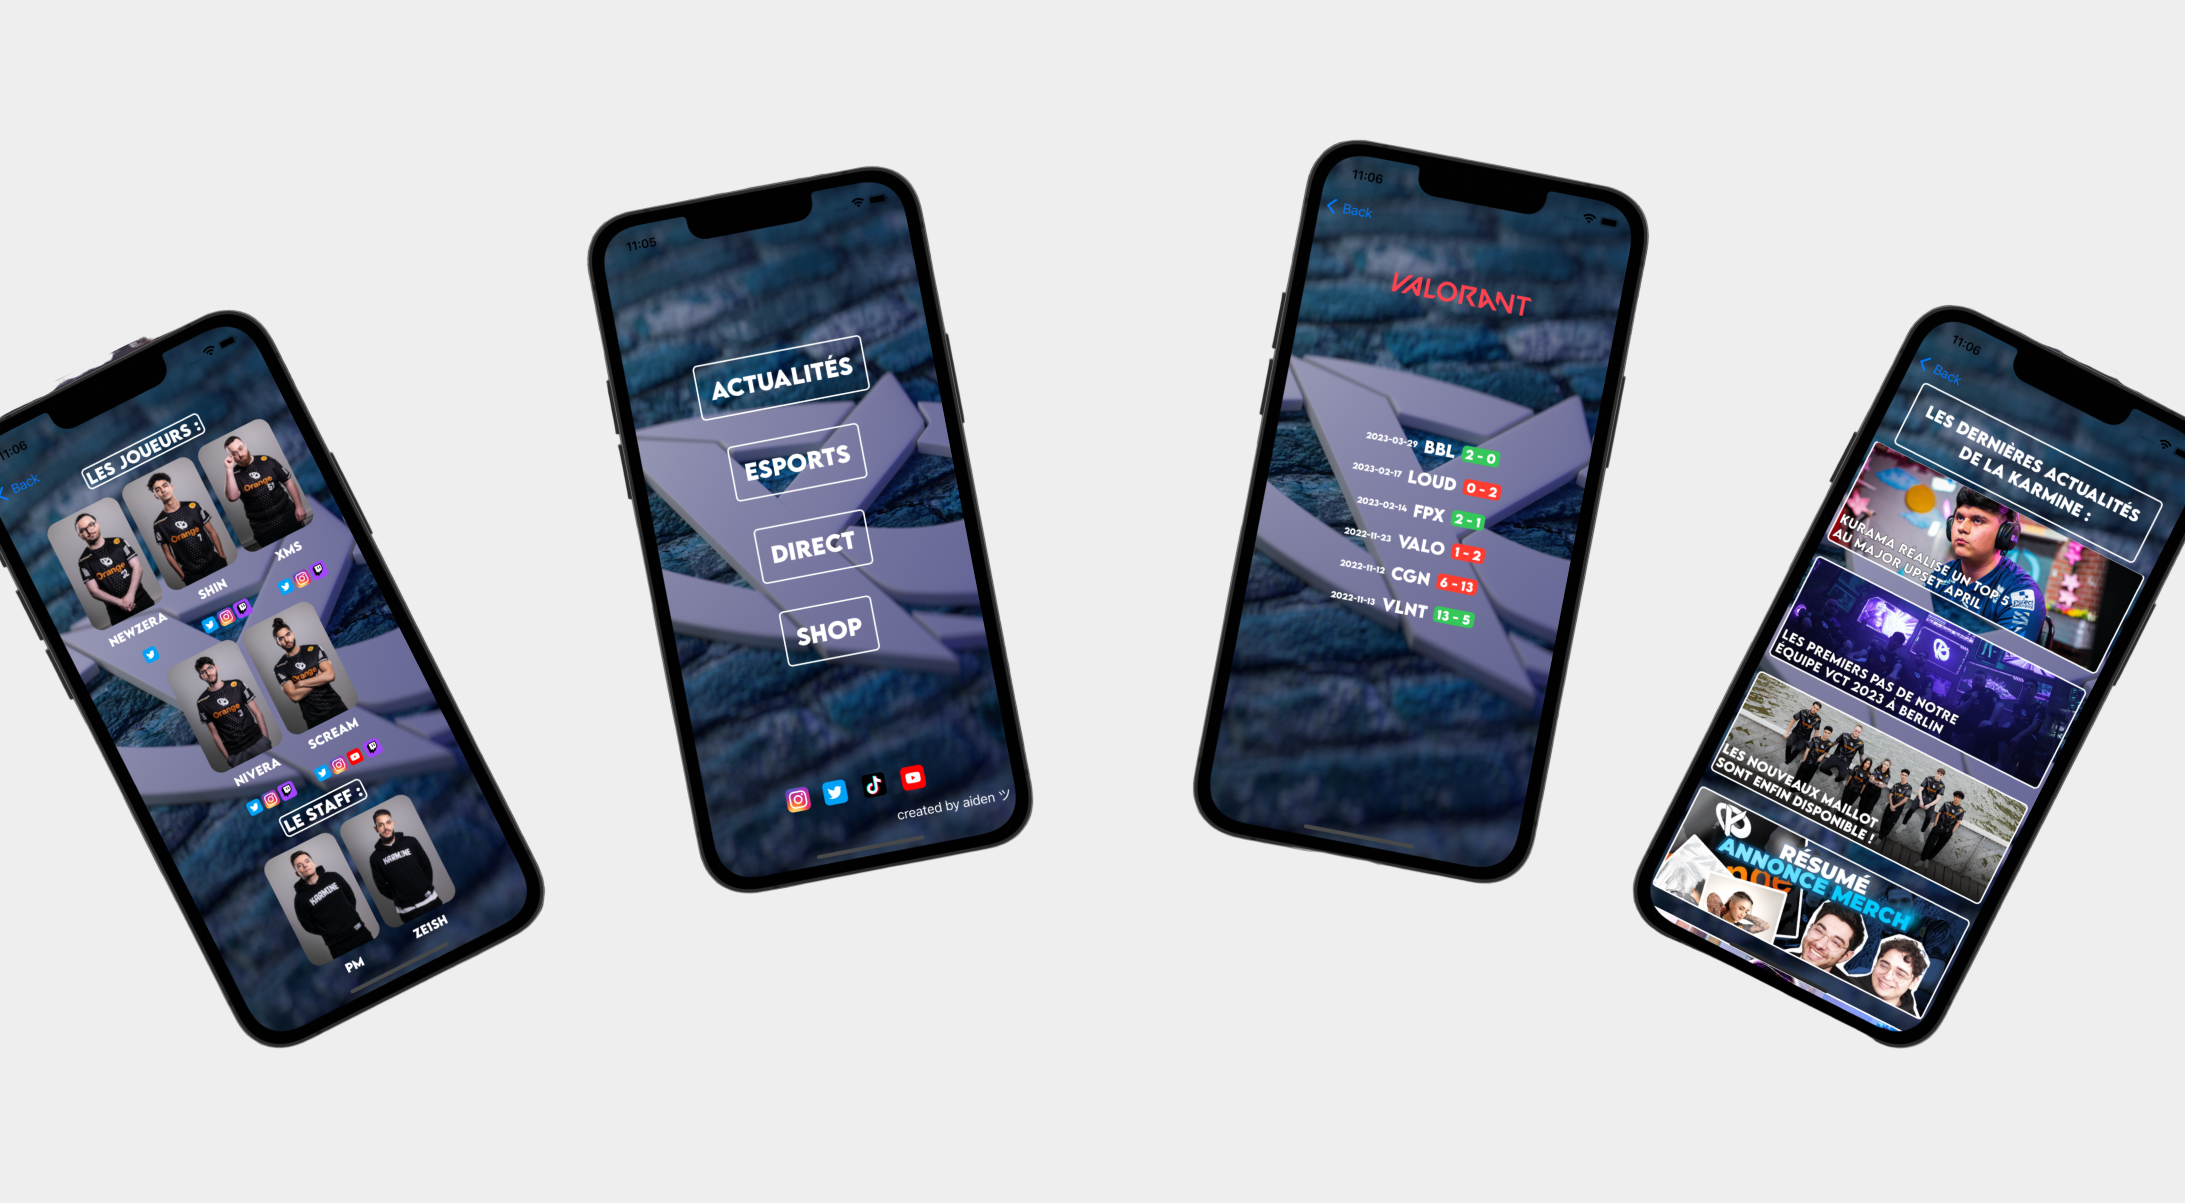 11:06
Back
LES JOUEURS :
NEWZERA
SHIN
XMS
NIVERA
SCREAM
LE STAFF :
PM
ZE1SH
11:05
ACTUALITÉS
ESPORTS
DIRECT
SHOP
created by aiden ツ
11:06
Back
VALORANT
2023-03-29 BBL 2 - 0
2023-02-17 LOUD 0 - 2
2023-02-14 FPX 2 - 1
2022-11-23 VALO 1 - 2
2022-11-12 CGN 6 - 13
2022-11-13 VLNT 13 - 5
11:06
Back
LES DERNIÈRES ACTUALITÉS
DE LA KARMINE :
KURAMA REALISE UN TOP 5
AU MAJOR UPSET APRIL
LES PREMIERS PAS DE NOTRE
ÉQUIPE VCT 2023 À BERLIN
LES NOUVEAUX MAILLOT
SONT ENFIN DISPONIBLE !
RÉSUMÉ
ANNONCE MERCH